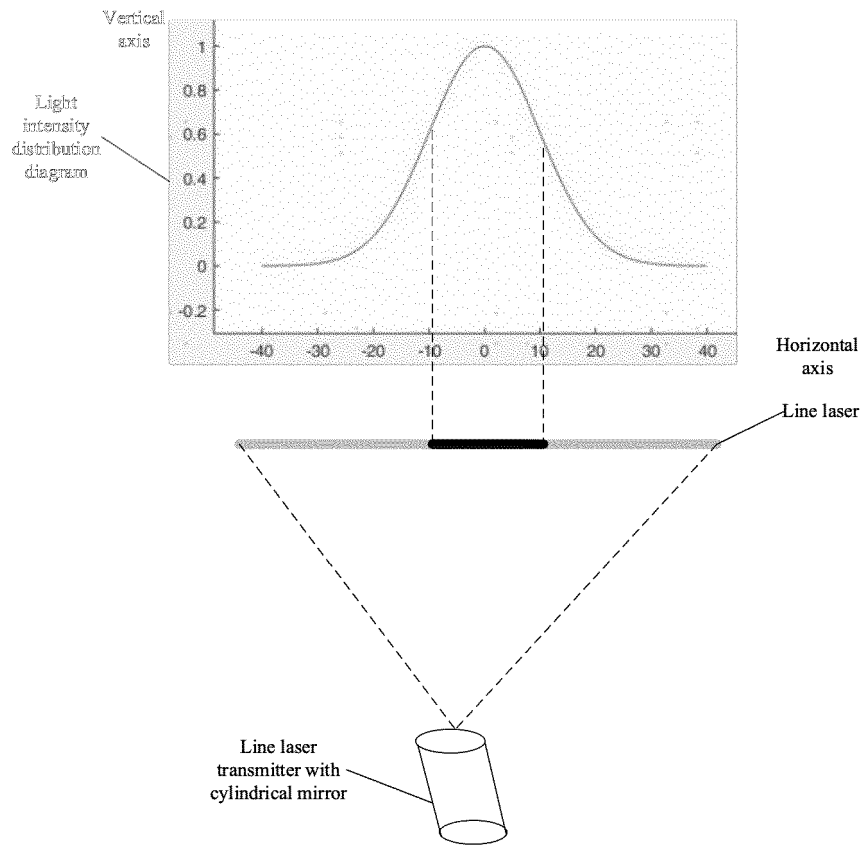 Vertical
axis
1
0.8
0.6
0.4
0.2
0
-0.2
-40 -30 -20 -10 0 10 20 30 40
Light
intensity
distribution
diagram
Horizontal
axis
Line laser
Line laser
transmitter with
cylindrical mirror